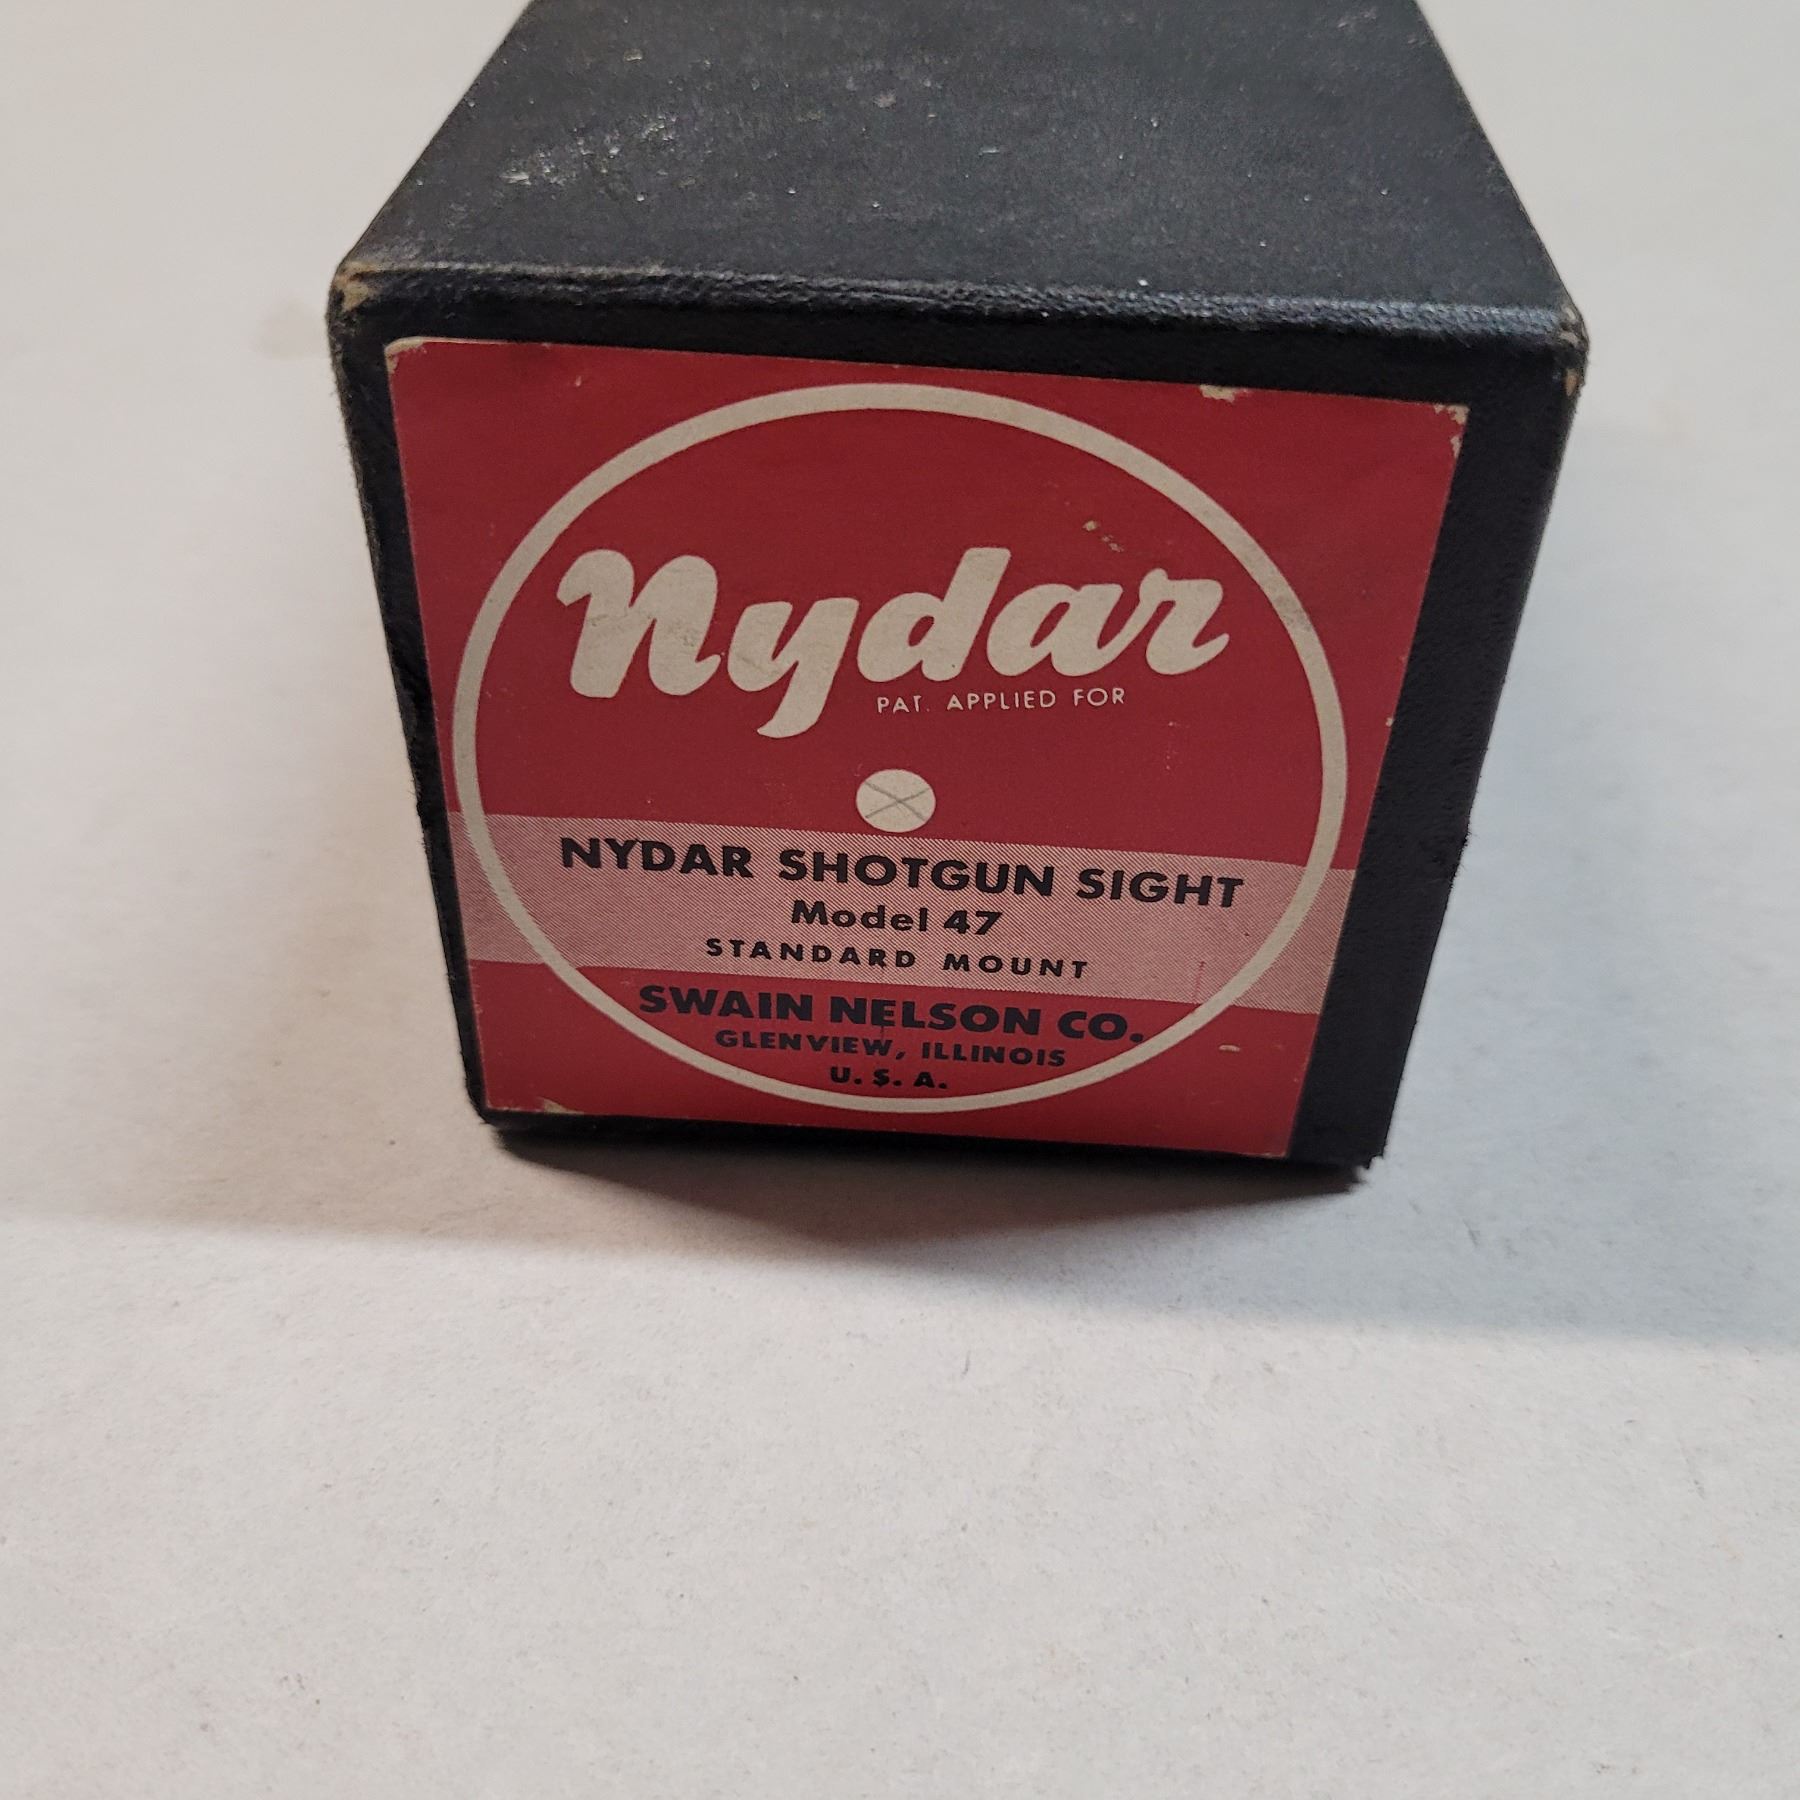 Nydar
PAT. APPLIED FOR
NYDAR SHOTGUN SIGHT
Model 47
STANDARD MOUNT
SWAIN NELSON CO.
GLENVIEW, ILLINOIS
U. S. A.